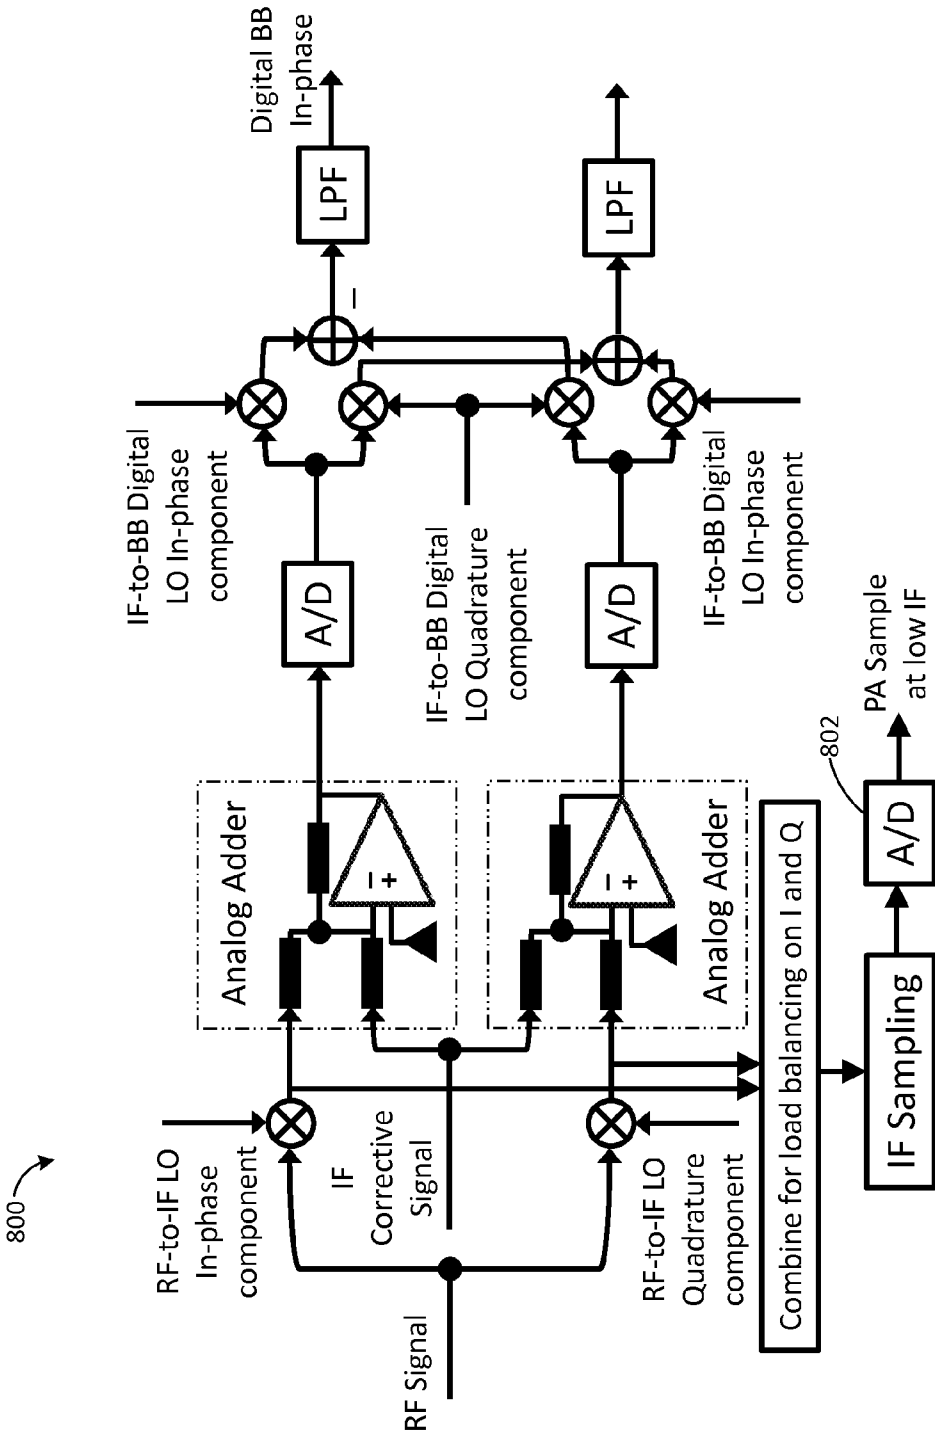 800
RF Signal
RF-to-IF LO
In-phase
component
IF
Corrective
Signal
RF-to-IF LO
Quadrature
component
Analog Adder
−
+
Analog Adder
−
+
Combine for load balancing on I and Q
IF Sampling
A/D
802
PA Sample
at low IF
A/D
A/D
IF-to-BB Digital
LO In-phase
component
IF-to-BB Digital
LO Quadrature
component
IF-to-BB Digital
LO In-phase
component
−
LPF
LPF
Digital BB
In-phase